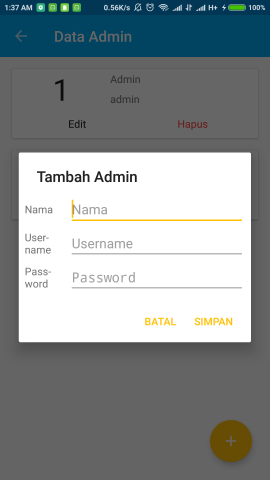 1:37 AM
0.56K/s
H+
100%
Data Admin
1
Admin
admin
Edit
Hapus
Tambah Admin
Nama
Nama
User-
name
Username
Pass-
word
Password
BATAL
SIMPAN
+